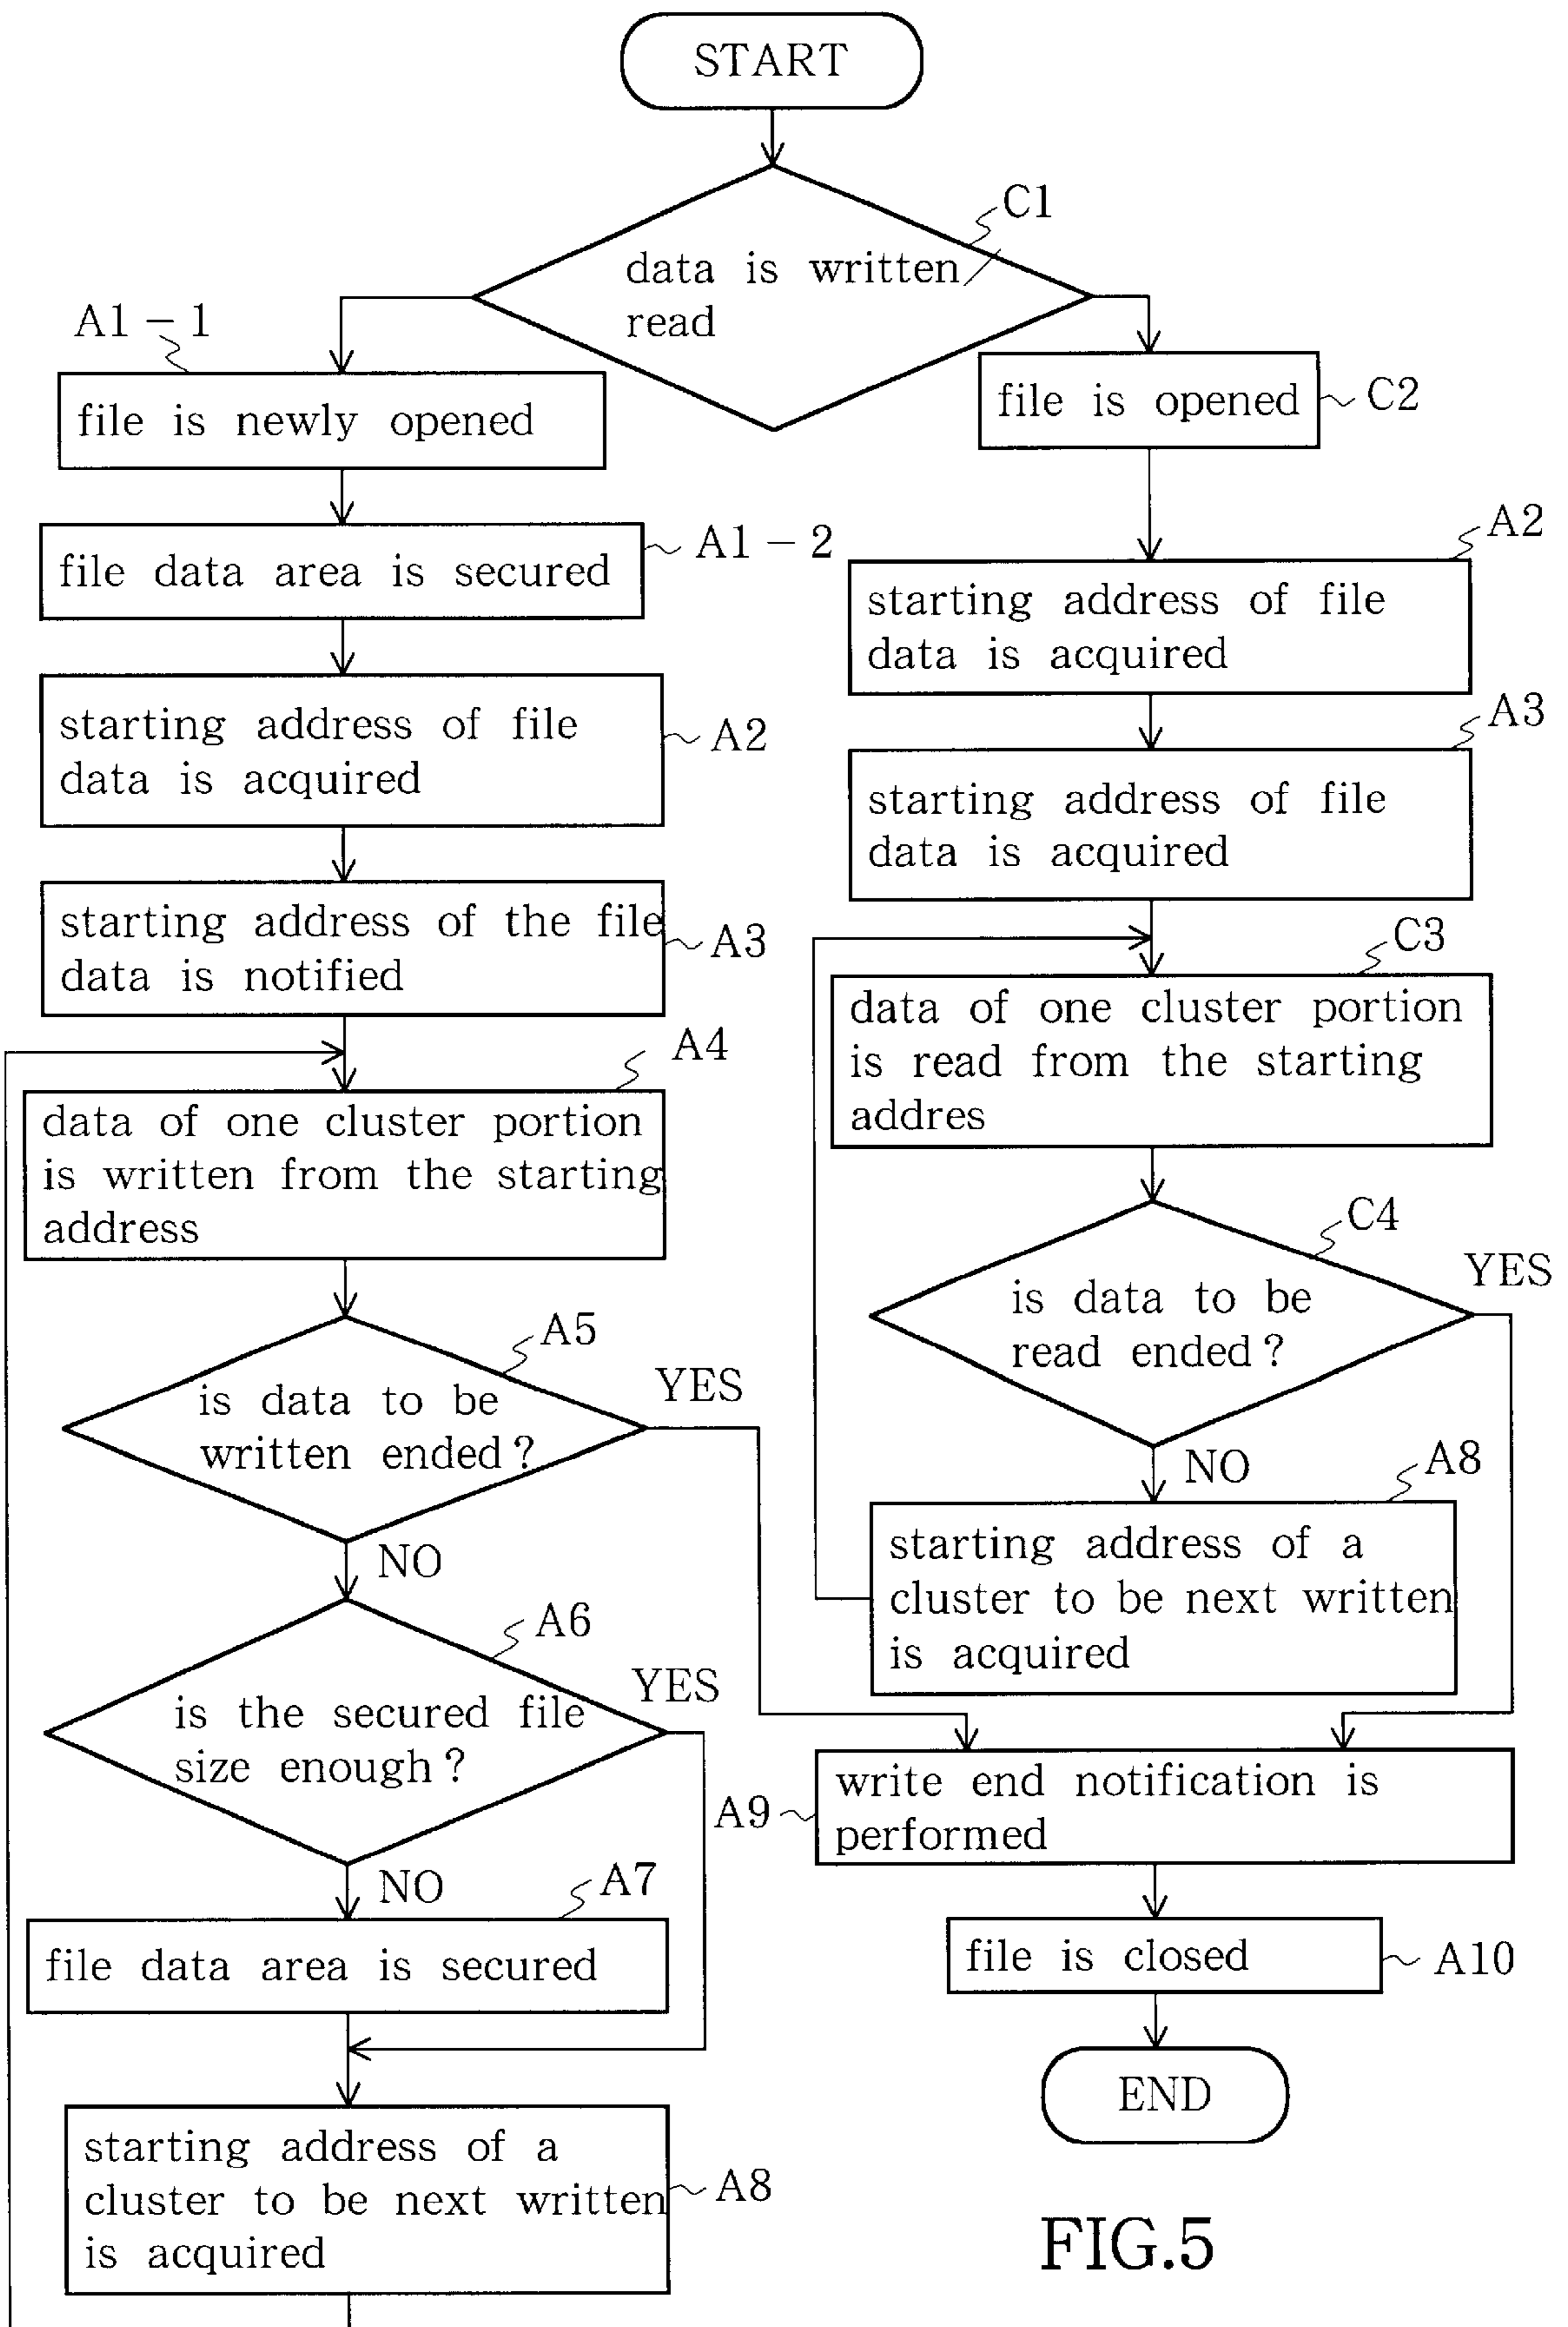 START
C1
data is written/
read
A1-1
file is newly opened
file data area is secured
A1-2
starting address of file
data is acquired
A2
starting address of the file
data is notified
A3
A4
data of one cluster portion
is written from the starting
address
A5
is data to be
written ended?
YES
NO
A6
is the secured file
size enough?
YES
NO
A7
file data area is secured
starting address of a
cluster to be next written
is acquired
A8
file is opened
C2
A2
starting address of file
data is acquired
A3
starting address of file
data is acquired
C3
data of one cluster portion
is read from the starting
addres
C4
is data to be
read ended?
YES
NO
A8
starting address of a
cluster to be next written
is acquired
A9
write end notification is
performed
file is closed
A10
END
FIG.5